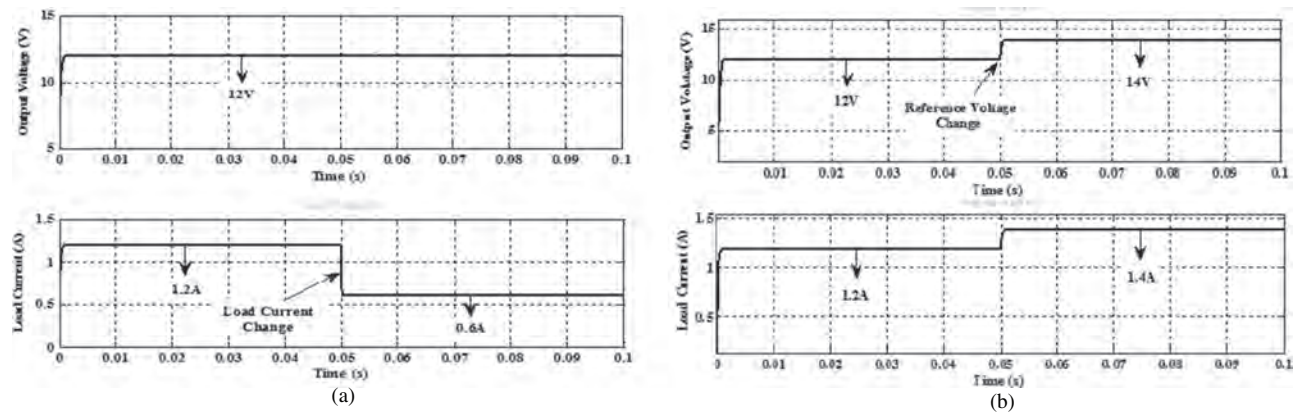 Output Voltage (V)
15
10
5
12V
0 0.01 0.02 0.03 0.04 0.05 0.06 0.07 0.08 0.09 0.1
Time (s)
Load Current (A)
1.5
1
0.5
0
1.2A
Load Current
Change
0.6A
0 0.01 0.02 0.03 0.04 0.05 0.06 0.07 0.08 0.09 0.1
Time (s)
(a)
Output Voltage (V)
15
10
5
12V
Reference Voltage
Change
14V
0.01 0.02 0.03 0.04 0.05 0.06 0.07 0.08 0.09 0.1
Time (s)
Load Current (A)
1.5
1
0.5
1.2A
1.4A
0 0.01 0.02 0.03 0.04 0.05 0.06 0.07 0.08 0.09 0.1
Time (s)
(b)